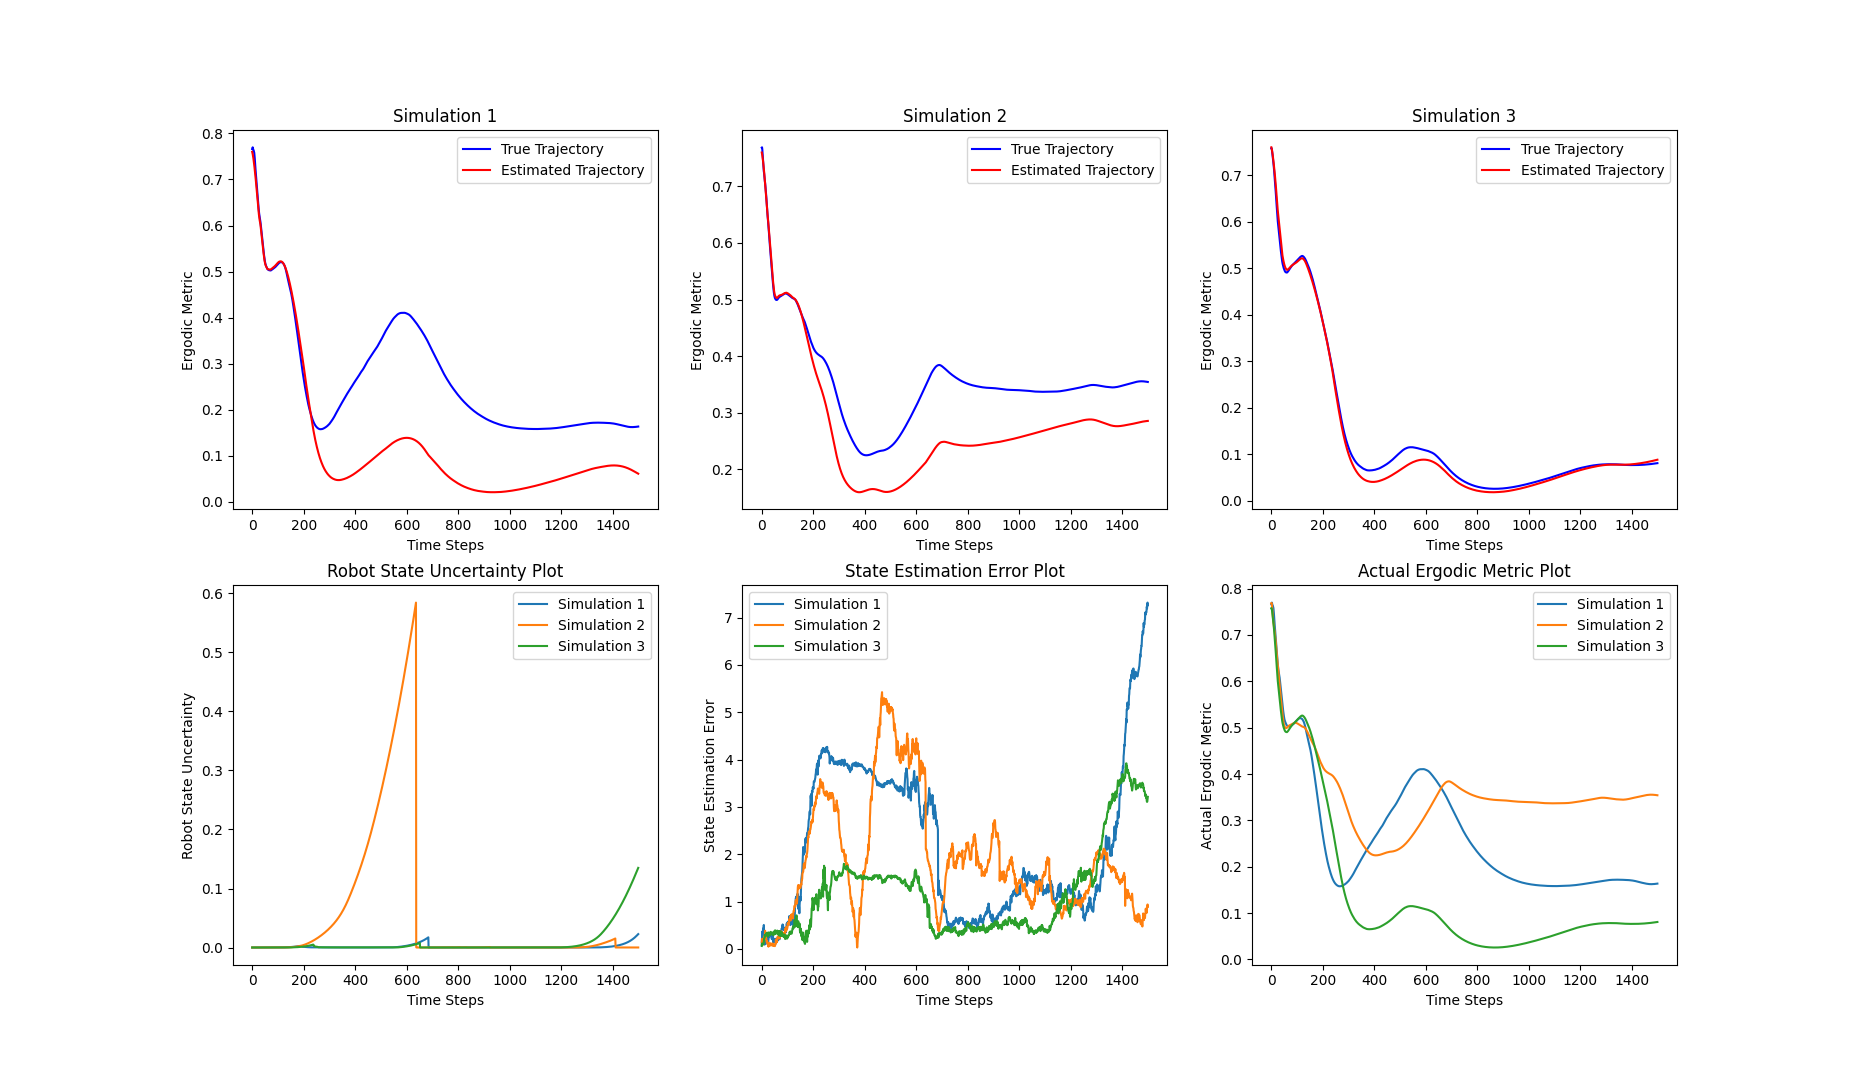 Simulation 1
0.8
0.7
0.6
0.5
0.4
0.3
0.2
0.1
0.0
Ergodic Metric
True Trajectory
Estimated Trajectory
0 200 400 600 800 1000 1200 1400
Time Steps
Simulation 2
0.7
0.6
0.5
0.4
0.3
0.2
Ergodic Metric
True Trajectory
Estimated Trajectory
0 200 400 600 800 1000 1200 1400
Time Steps
Simulation 3
0.7
0.6
0.5
0.4
0.3
0.2
0.1
0.0
Ergodic Metric
True Trajectory
Estimated Trajectory
0 200 400 600 800 1000 1200 1400
Time Steps
Robot State Uncertainty Plot
0.6
0.5
0.4
0.3
0.2
0.1
0.0
Robot State Uncertainty
Simulation 1
Simulation 2
Simulation 3
0 200 400 600 800 1000 1200 1400
Time Steps
State Estimation Error Plot
7
6
5
4
3
2
1
0
State Estimation Error
Simulation 1
Simulation 2
Simulation 3
0 200 400 600 800 1000 1200 1400
Time Steps
Actual Ergodic Metric Plot
0.8
0.7
0.6
0.5
0.4
0.3
0.2
0.1
0.0
Actual Ergodic Metric
Simulation 1
Simulation 2
Simulation 3
0 200 400 600 800 1000 1200 1400
Time Steps